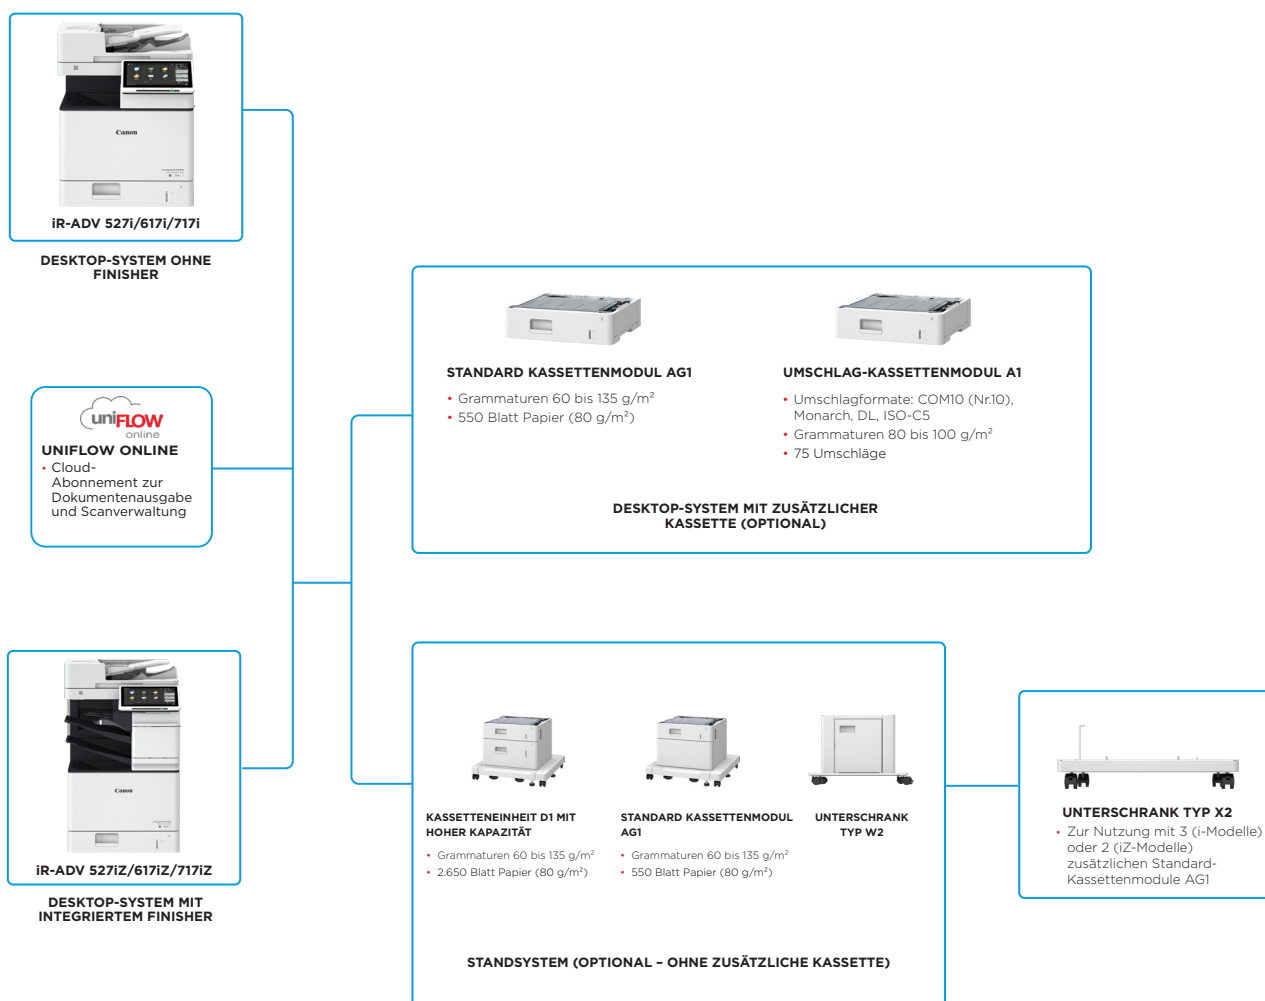 Canon
iR-ADV 527i/617i/717i
DESKTOP-SYSTEM OHNE
FINISHER
uniFLOW
online
UNIFLOW ONLINE
• Cloud-
Abonnement zur
Dokumentenausgabe
und Scanverwaltung
Canon
iR-ADV 527iZ/617iZ/717iZ
DESKTOP-SYSTEM MIT
INTEGRIERTEM FINISHER
STANDARD KASSETTENMODUL AG1
• Grammaturen 60 bis 135 g/m²
• 550 Blatt Papier (80 g/m²)
UMSCHLAG-KASSETTENMODUL A1
• Umschlagformate: COM10 (Nr.10),
Monarch, DL, ISO-C5
• Grammaturen 80 bis 100 g/m²
• 75 Umschläge
DESKTOP-SYSTEM MIT ZUSÄTZLICHER
KASSETTE (OPTIONAL)
KASSETTENEINHEIT D1 MIT
HOHER KAPAZITÄT
• Grammaturen 60 bis 135 g/m²
• 2.650 Blatt Papier (80 g/m²)
STANDARD KASSETTENMODUL
AG1
• Grammaturen 60 bis 135 g/m²
• 550 Blatt Papier (80 g/m²)
UNTERSCHRANK
TYP W2
STANDSYSTEM (OPTIONAL – OHNE ZUSÄTZLICHE KASSETTE)
UNTERSCHRANK TYP X2
• Zur Nutzung mit 3 (i-Modelle)
oder 2 (iZ-Modelle)
zusätzlichen Standard-
Kassettenmodule AG1